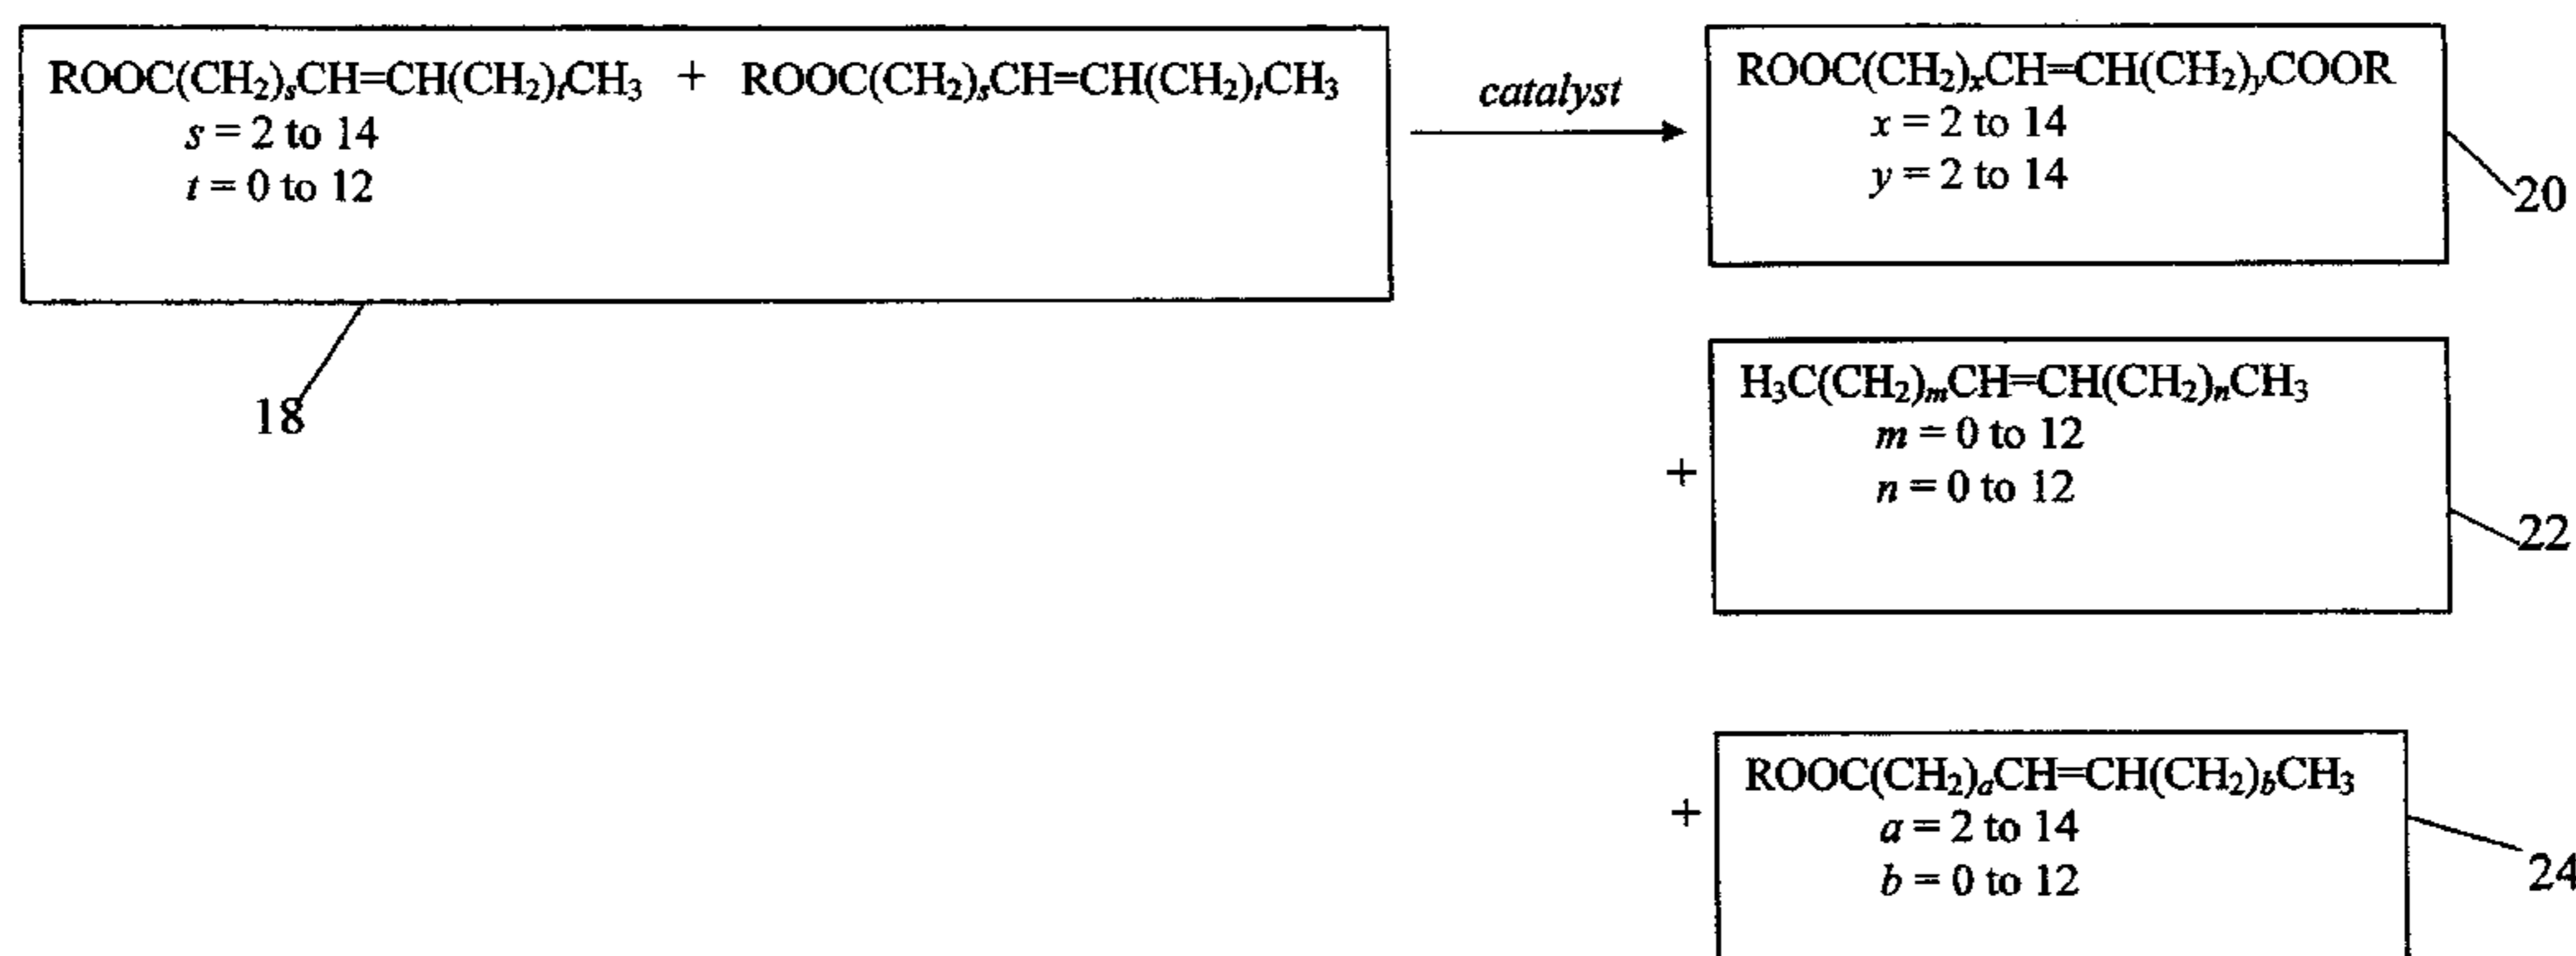 ROOC(CH₂)ₛCH=CH(CH₂)ₜCH₃ + ROOC(CH₂)ₛCH=CH(CH₂)ₜCH₃
s = 2 to 14
t = 0 to 12
18
catalyst
ROOC(CH₂)ₓCH=CH(CH₂)yCOOR
x = 2 to 14
y = 2 to 14
20
+
H₃C(CH₂)ₘCH=CH(CH₂)ₙCH₃
m = 0 to 12
n = 0 to 12
22
+
ROOC(CH₂)ₐCH=CH(CH₂)bCH₃
a = 2 to 14
b = 0 to 12
24